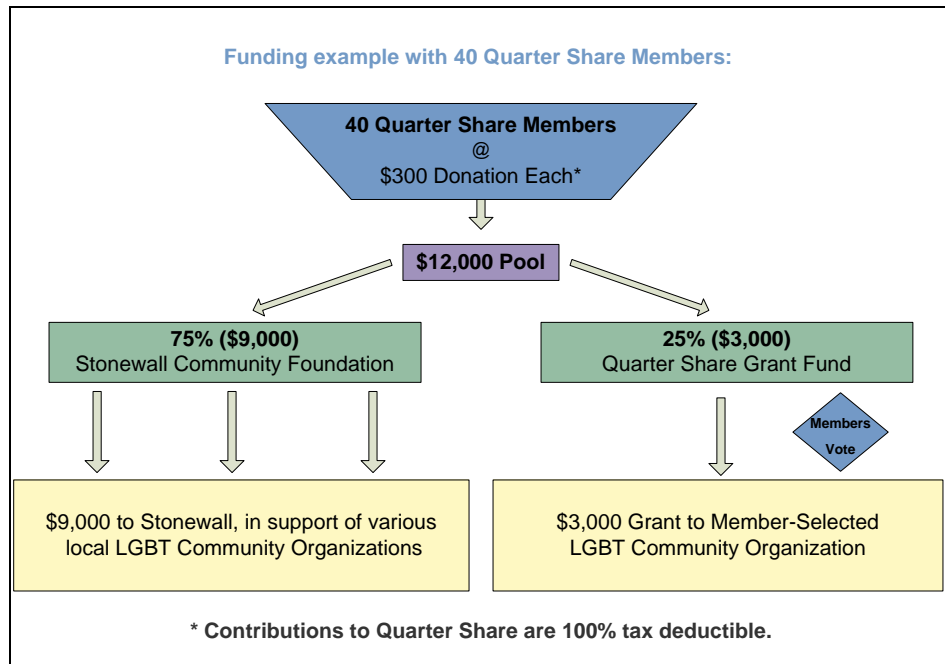 Funding example with 40 Quarter Share Members:
40 Quarter Share Members
@
$300 Donation Each*
$12,000 Pool
75% ($9,000)
Stonewall Community Foundation
25% ($3,000)
Quarter Share Grant Fund
Members
Vote
$9,000 to Stonewall, in support of various
local LGBT Community Organizations
$3,000 Grant to Member-Selected
LGBT Community Organization
* Contributions to Quarter Share are 100% tax deductible.